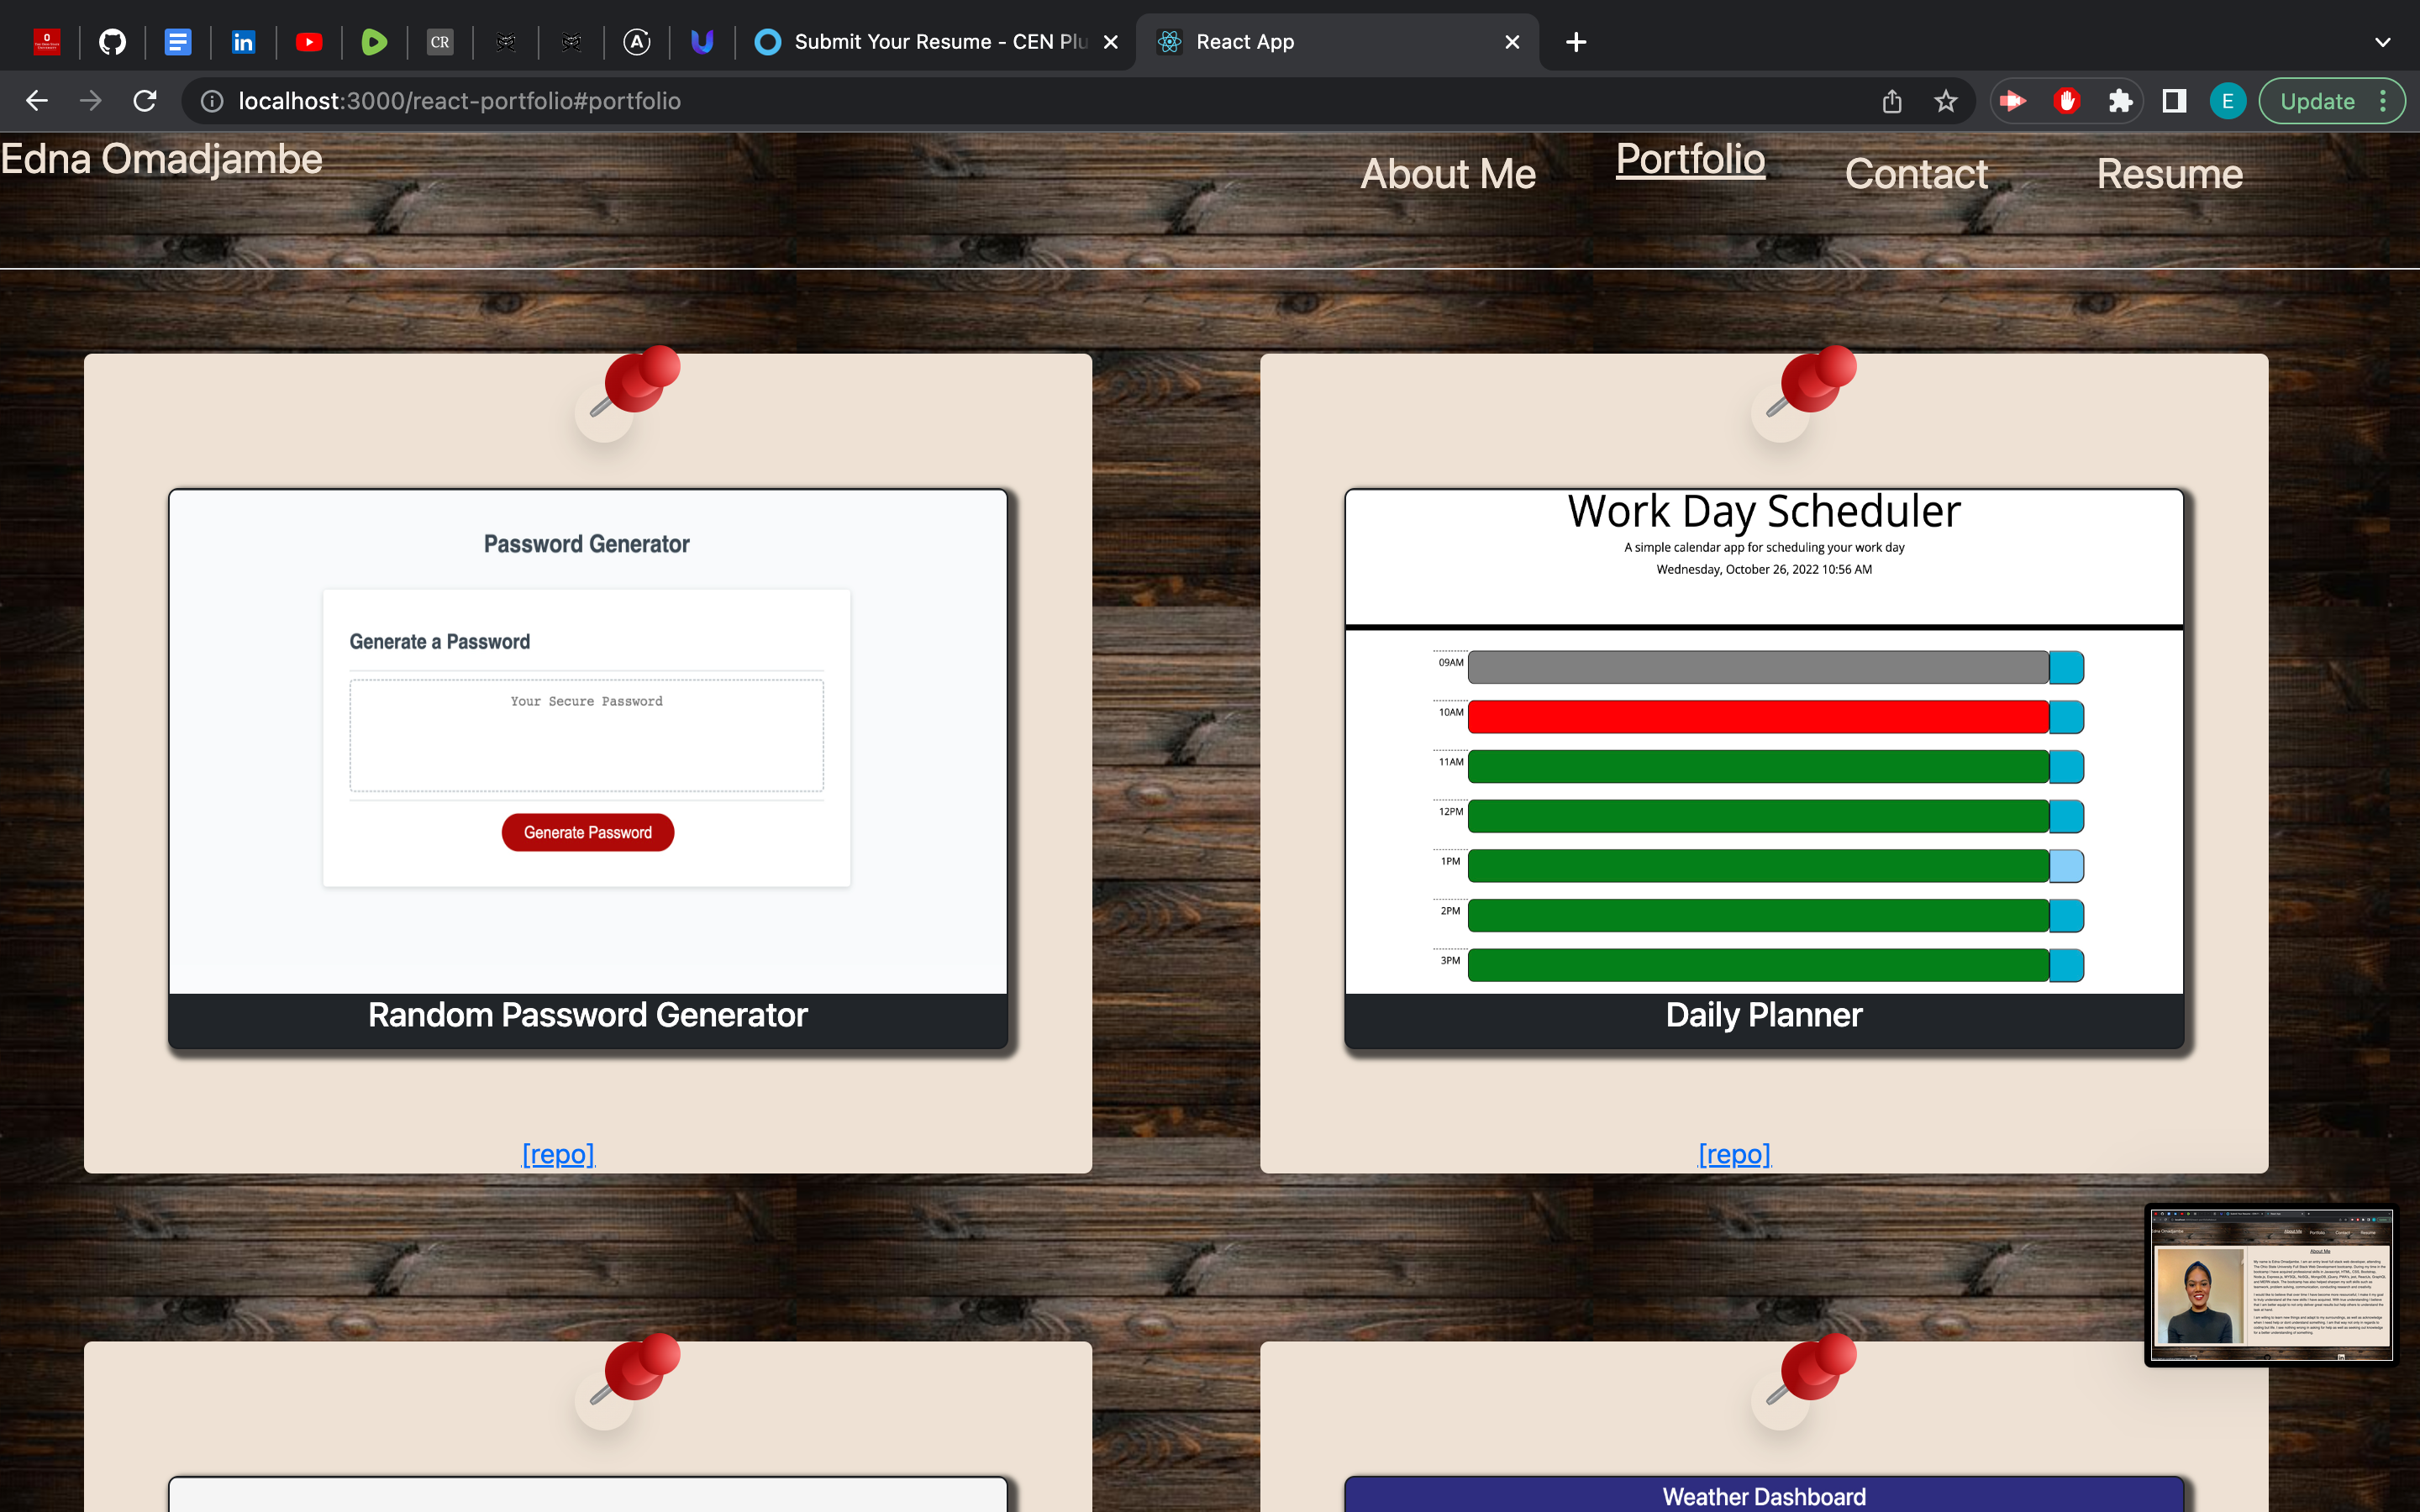 Submit Your Resume - CEN Plu
React App
localhost:3000/react-portfolio#portfolio
E
Update
CR
Edna Omadjambe
About Me
Portfolio
Contact
Resume
Password Generator
Generate a Password
Your Secure Password
Generate Password
Random Password Generator
[repo]
Work Day Scheduler
A simple calendar app for scheduling your work day
Wednesday, October 26, 2022 10:56 AM
09AM
10AM
11AM
12PM
1PM
2PM
3PM
Daily Planner
[repo]
About Me
Weather Dashboard